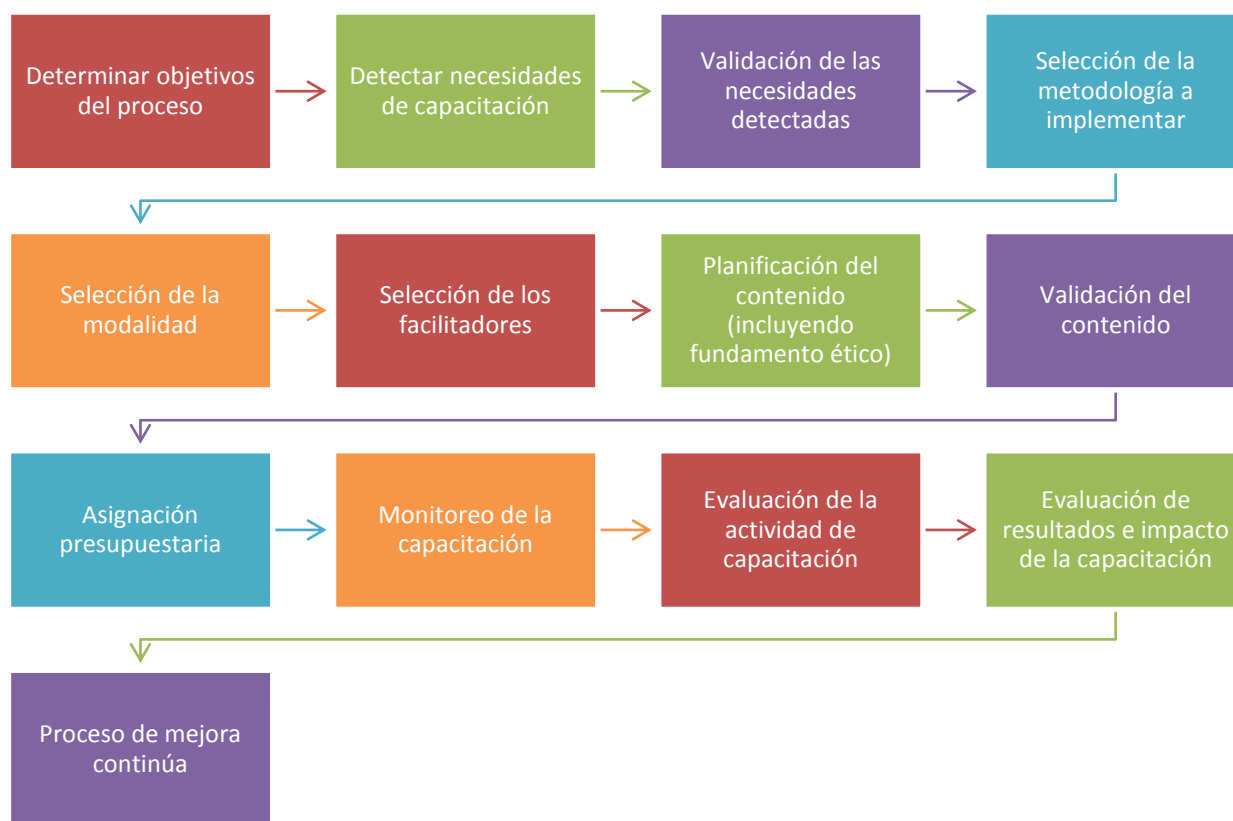 Determinar objetivos
del proceso
Detectar necesidades
de capacitación
Validación de las
necesidades
detectadas
Selección de la
metodología a
implementar
Selección de la
modalidad
Selección de los
facilitadores
Planificación del
contenido
(incluyendo
fundamento ético)
Validación del
contenido
Asignación
presupuestaria
Monitoreo de la
capacitación
Evaluación de la
actividad de
capacitación
Evaluación de
resultados e impacto
de la capacitación
Proceso de mejora
continúa